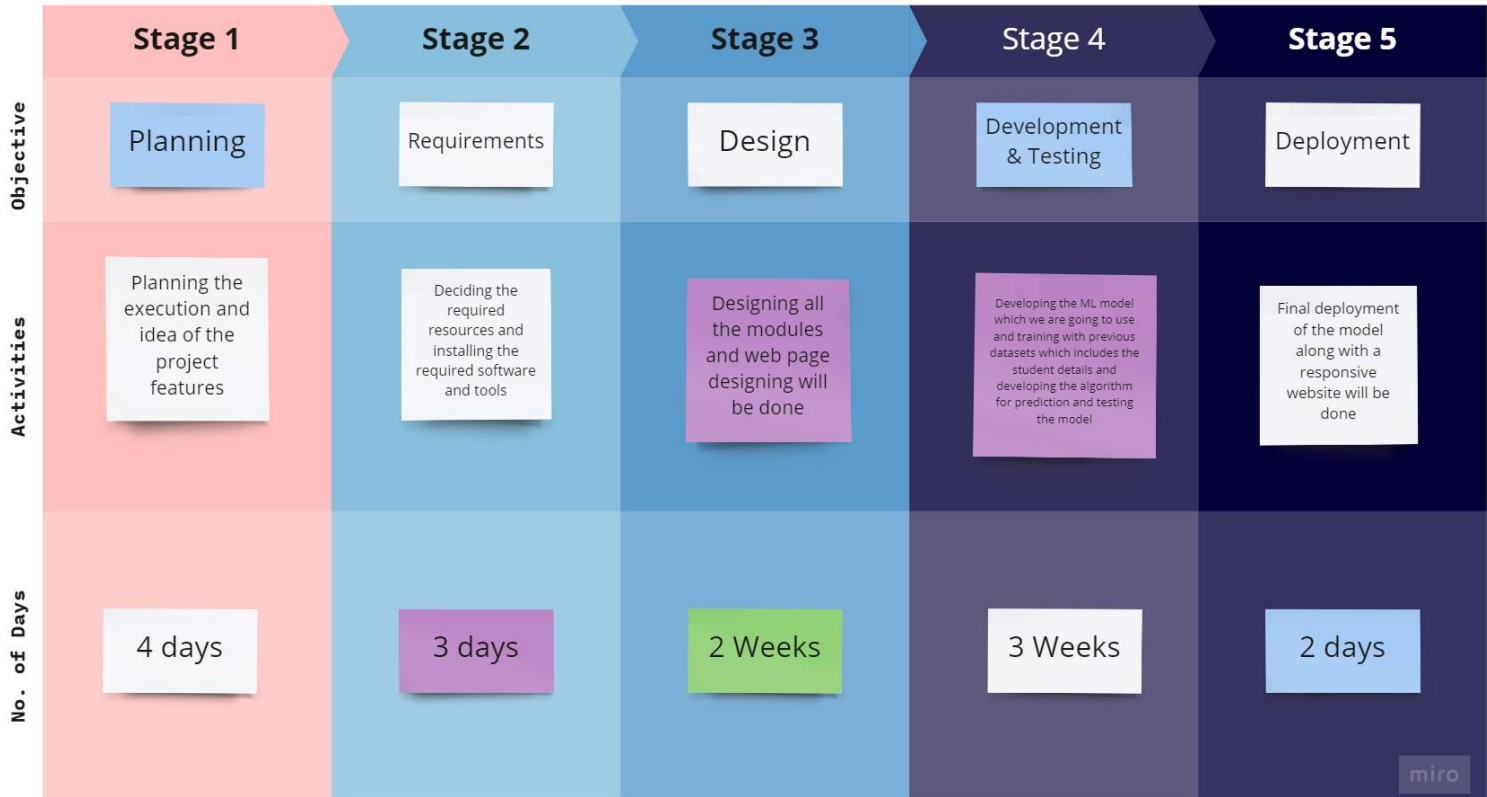 Stage 1
Stage 2
Stage 3
Stage 4
Stage 5
Objective
Planning
Requirements
Design
Development
& Testing
Deployment
Activities
Planning the
execution and
idea of the
project
features
Deciding the
required
resources and
installing the
required software
and tools
Designing all
the modules
and web page
designing will
be done
Developing the ML model
which we are going to use
and training with previous
datasets which includes the
student details and
developing the algorithm
for prediction and testing
the model
Final deployment
of the model
along with a
responsive
website will be
done
No. of Days
4 days
3 days
2 Weeks
3 Weeks
2 days
miro